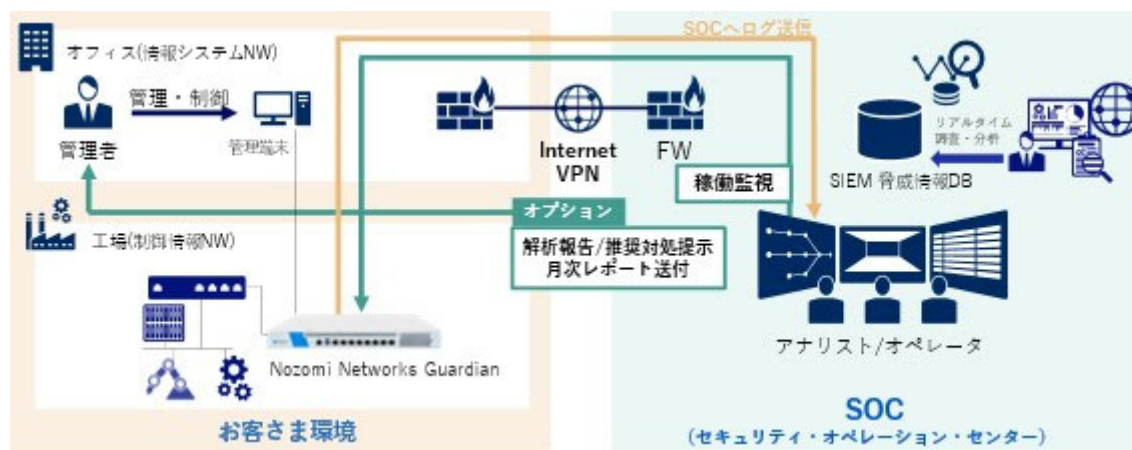 オフィス(情報システムNW)
管理・制御
管理者
管理端末
工場(制御情報NW)
Nozomi Networks Guardian
お客さま環境
SOCへログ送信
Internet
VPN
FW
稼働監視
オプション
解析報告/推奨対処提示
月次レポート送付
リアルタイム
調査・分析
SIEM 脅威情報DB
アナリスト/オペレータ
SOC
(セキュリティ・オペレーション・センター)